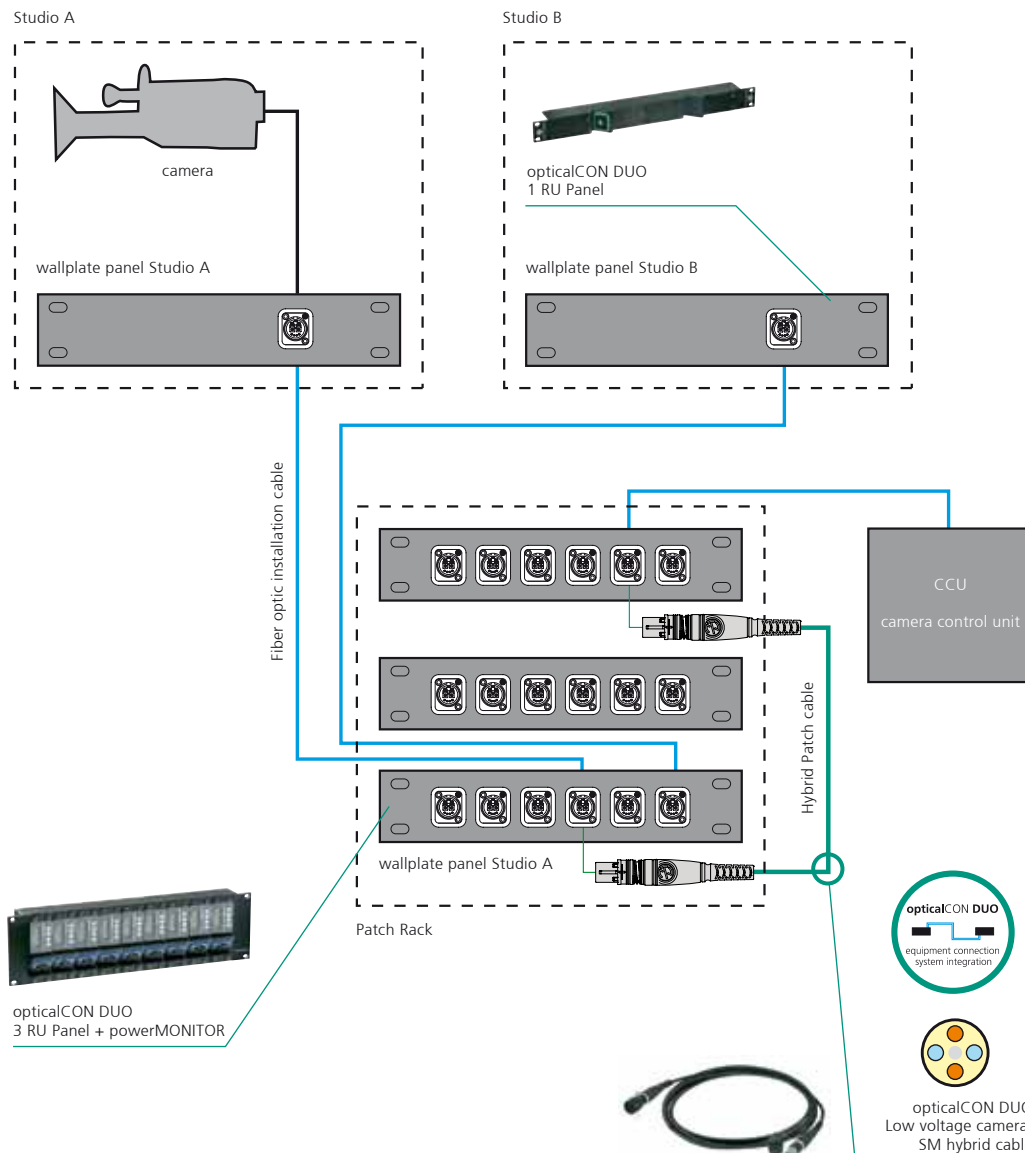 Studio A
Studio B
camera
opticalCON DUO
1 RU Panel
wallplate panel Studio A
wallplate panel Studio B
Fiber optic installation cable
CCU
camera control unit
Hybrid Patch cable
wallplate panel Studio A
Patch Rack
opticalCON DUO
equipment connection
system integration
opticalCON DUO
3 RU Panel + powerMONITOR
opticalCON DUO
Low voltage camera
SM hybrid cabl